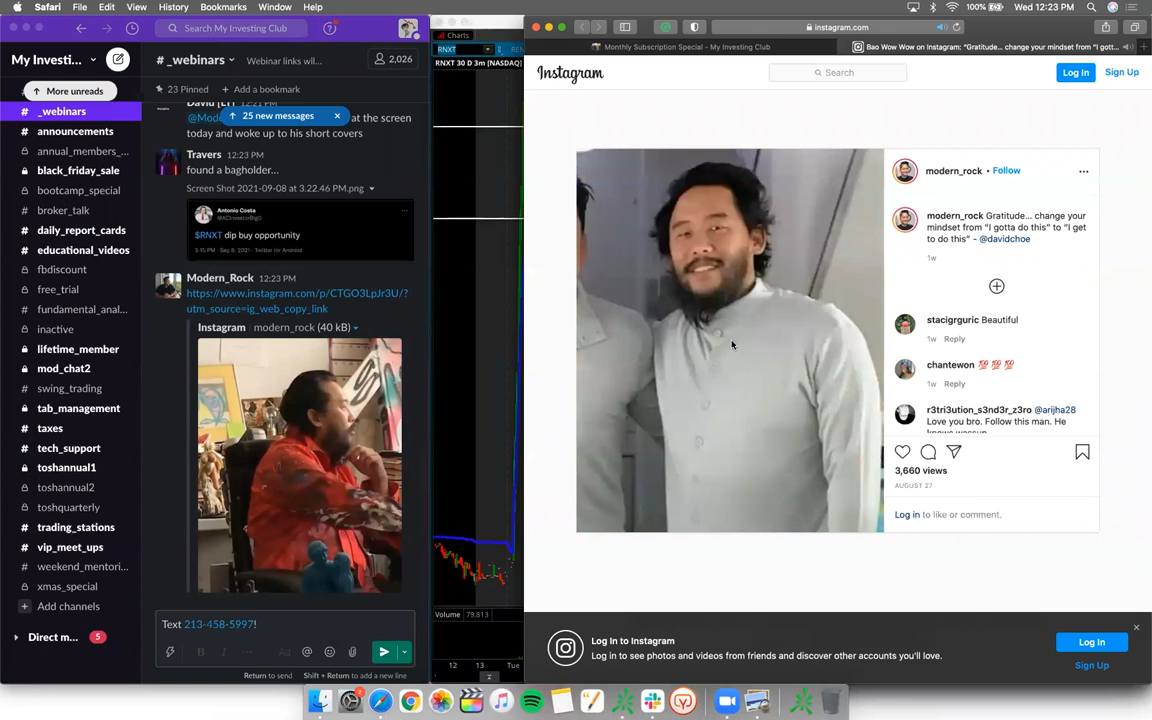 Safari File Edit View History Bookmarks Window Help
100% Wed 12:23 PM
Search My Investing Club
My Investi...
More unreads
# _webinars
# announcements
annual_members_...
black_friday_sale
bootcamp_special
# broker_talk
daily_report_cards
educational_videos
fbdiscount
# free_trial
# fundamental_anal...
inactive
lifetime_member
mod_chat2
# swing_trading
tab_management
# taxes
# tech_support
toshannual1
toshannual2
toshquarterly
trading_stations
vip_meet_ups
# weekend_mentori...
xmas_special
+ Add channels
Direct m... 5
# _webinars
Webinar links wil...
2,026
23 Pinned + Add a bookmark
12:21 PM
25 new messages ×
at the screen
today and woke up to his short covers
Travers 12:23 PM
found a bagholder...
Screen Shot 2021-09-08 at 3.22.46 PM.png
Antonio Costa
$RNXT dip buy opportunity
Modern_Rock 12:23 PM
https://www.instagram.com/p/CTGO3LpJr3U/?
utm_source=ig_web_copy_link
Instagram | modern_rock (40 kB)
Text 213-458-5997!
Return to send Shift + Return to add a new line
Charts
RNXT
RNXT 30 D 3m [NASDAQ]
Volume 79.813
12 13 Tue
instagram.com
Monthly Subscription Special - My Investing Club
Bao Wow Wow on Instagram: “Gratitude... change your mindset from “I gott...
Instagram
Search
Log In Sign Up
modern_rock • Follow
modern_rock Gratitude... change your
mindset from “I gotta do this” to “I get
to do this” - @davidchoe
1w
stacigrguric Beautiful
1w Reply
chantewon 💯 💯 💯
1w Reply
r3tri3ution_s3nd3r_z3ro @arijha28
Love you bro. Follow this man. He
3,660 views
AUGUST 27
Log in to like or comment.
Log In to Instagram
Log in to see photos and videos from friends and discover other accounts you'll love.
Log In
Sign Up